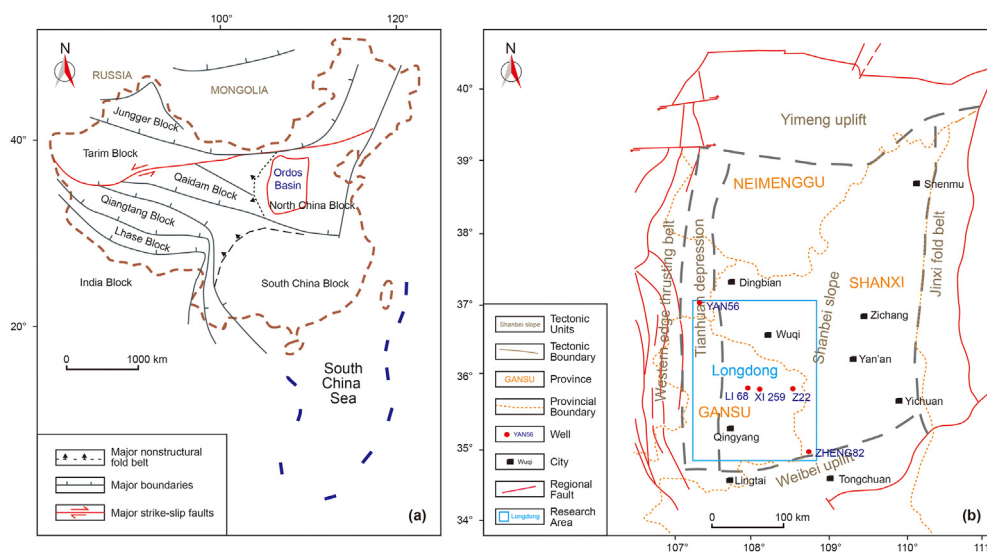 100°
120°
N
RUSSIA
MONGOLIA
Jungger Block
40°
Tarim Block
Ordos
Basin
Qaidam Block
North China Block
Qiangtang Block
Lhase Block
India Block
South China Block
20°
0 1000 km
South
China
Sea
Major nonstructural
fold belt
Major boundaries
Major strike-slip faults
(a)
N
40°
Yimeng uplift
39°
NEIMENGGU
Shenmu
38°
Western edge thrusting belt
Tianhuan depression
Shanbei slope
Jinxi fold belt
Dingbian
SHANXI
37°
YAN56
Zichang
Wuqi
Yan'an
Longdong
36°
LI 68
XI 259
Z22
Yichuan
GANSU
Qingyang
35°
ZHENG82
Weibei uplift
Lingtai
Tongchuan
34°
0 100 km
(b)
107°
108°
109°
110°
111
Shanbei slope
Tectonic
Units
Tectonic
Boundary
GANSU
Province
Provincial
Boundary
YAN56
Well
Wuqi
City
Regional
Fault
Longdong
Research
Area